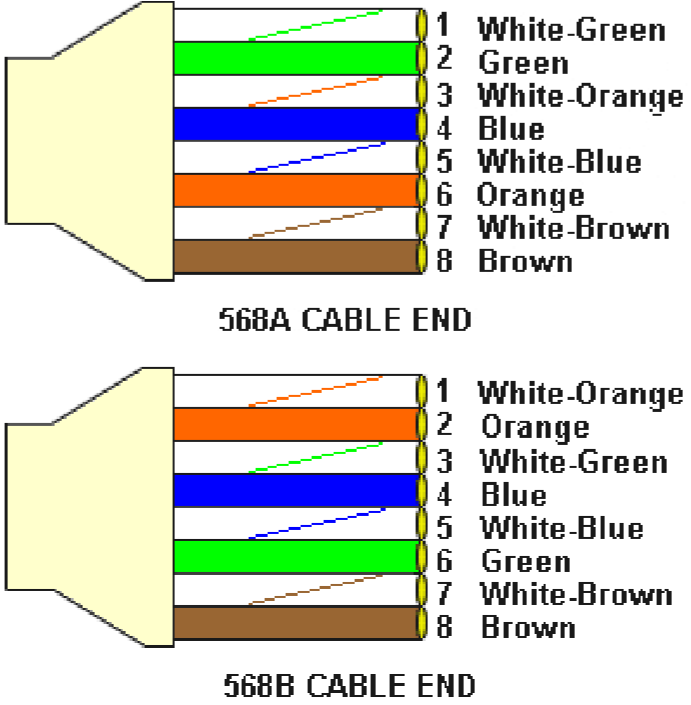 1 White-Green
2 Green
3 White-Orange
4 Blue
5 White-Blue
6 Orange
7 White-Brown
8 Brown
568A CABLE END
1 White-Orange
2 Orange
3 White-Green
4 Blue
5 White-Blue
6 Green
7 White-Brown
8 Brown
568B CABLE END